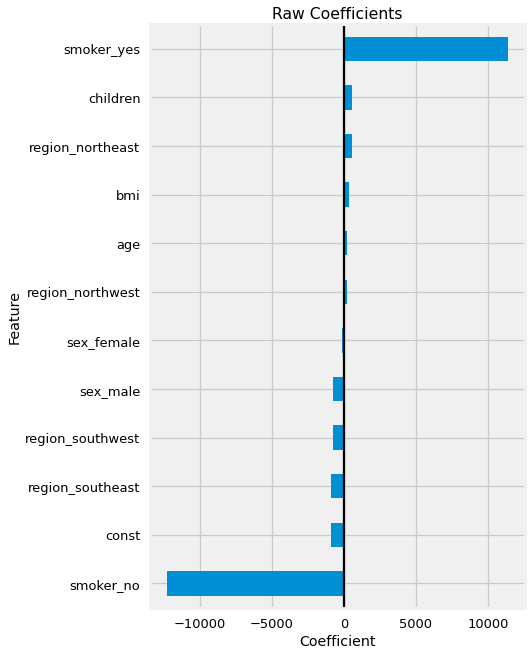 Raw Coefficients
smoker_yes
children
region_northeast
bmi
age
region_northwest
sex_female
sex_male
region_southwest
region_southeast
const
smoker_no
Feature
−10000 −5000 0 5000 10000
Coefficient